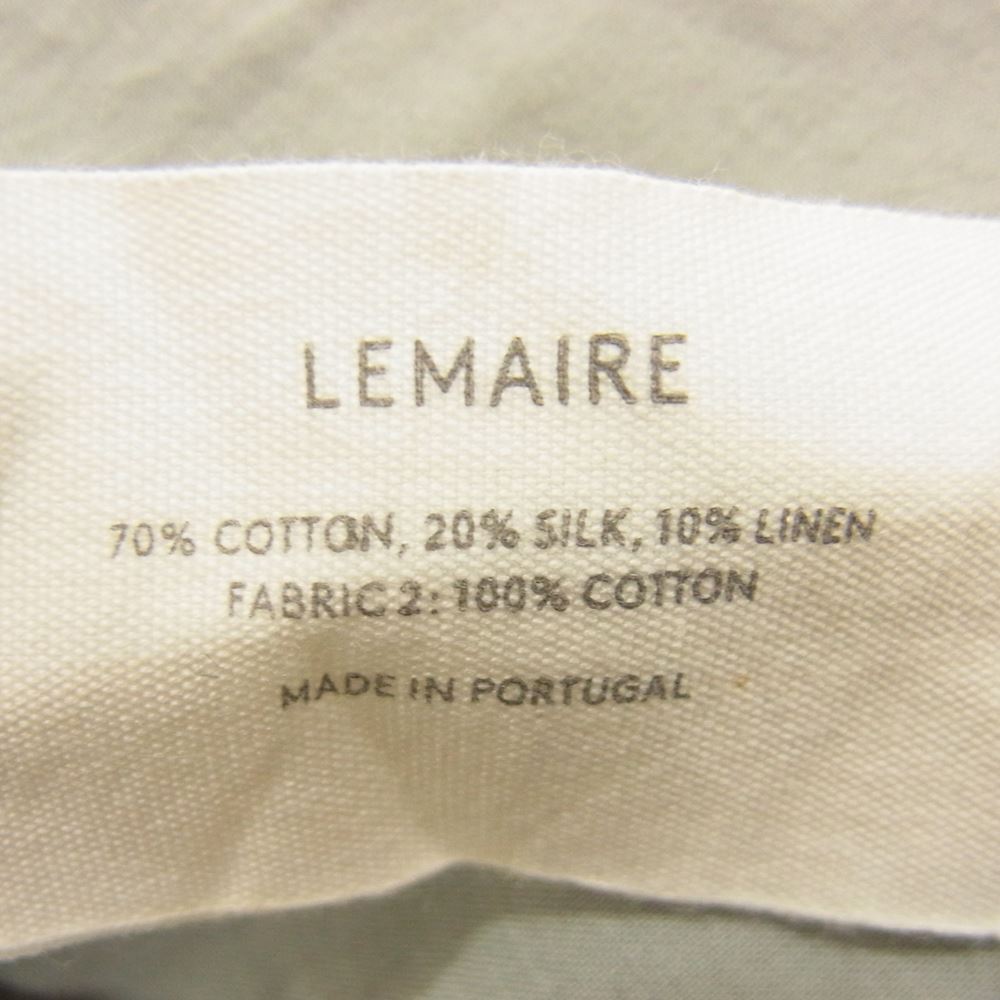 LEMAIRE
70% COTTON, 20% SILK, 10% LINEN
FABRIC 2: 100% COTTON
MADE IN PORTUGAL